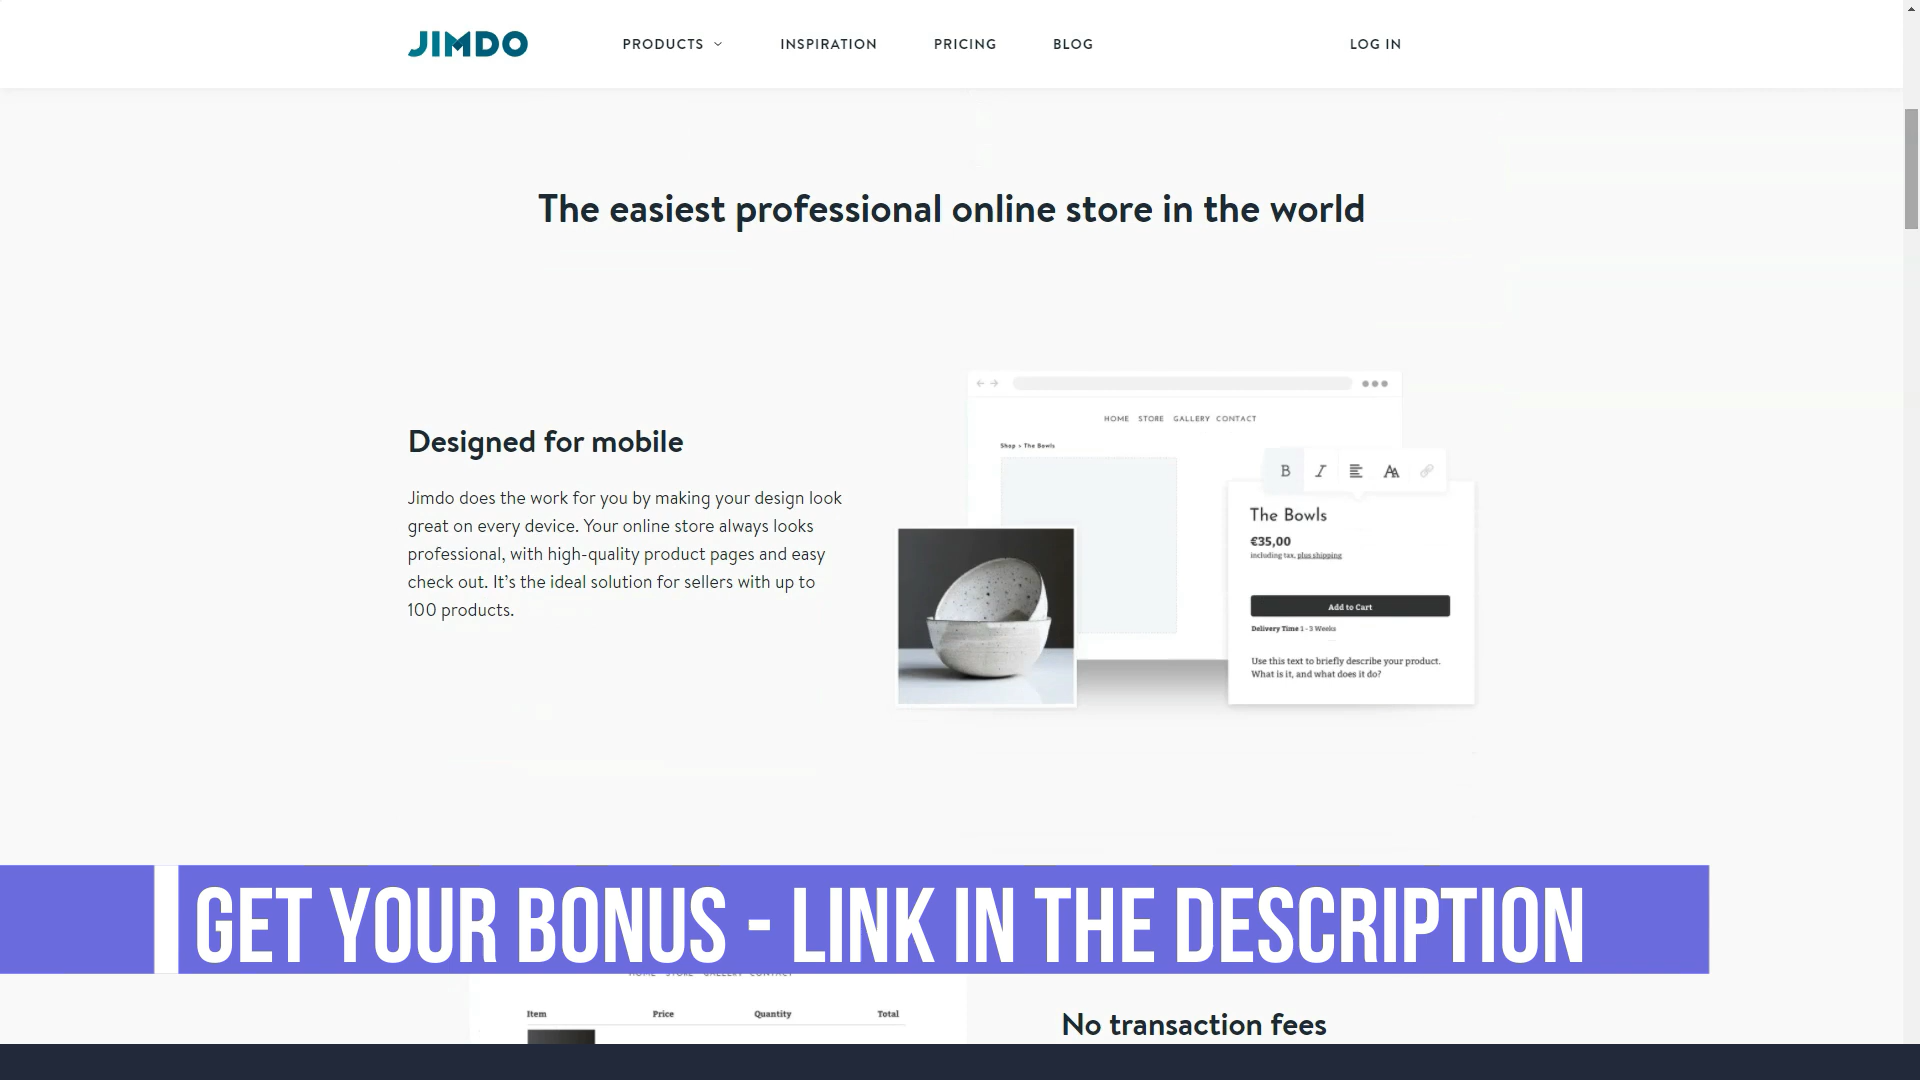 JIMDO
PRODUCTS
INSPIRATION
PRICING
BLOG
LOG IN
The easiest professional online store in the world
Designed for mobile
Jimdo does the work for you by making your design look
great on every device. Your online store always looks
professional, with high-quality product pages and easy
check out. It’s the ideal solution for sellers with up to
100 products.
HOME STORE GALLERY CONTACT
Shop > The Bowls
B I AA
The Bowls
€35,00
including tax, plus shipping
Add to Cart
Delivery Time 1 - 3 Weeks
Use this text to briefly describe your product.
What is it, and what does it do?
GET YOUR BONUS - LINK IN THE DESCRIPTION
HOME STORE GALLERY CONTACT
Item Price Quantity Total
No transaction fees